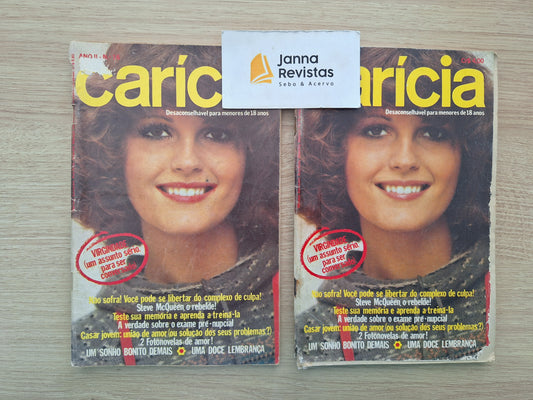 Janna
Revistas
Sebo & Acervo
ANO II - Nº
caríc
Desaconselhável para menores de 18 anos
VIRGINDADE
(um assunto sério
para ser
conversado)
Não sofra! Você pode se libertar do complexo de culpa!
Steve McQueen, o rebelde!
Teste sua memória e aprenda a treiná-la
A verdade sobre o exame pré-nupcial
Casar jovem: união de amor (ou solução dos seus problemas?)
2 Fotonovelas de amor!
UM SONHO BONITO DEMAIS UMA DOCE LEMBRANÇA
arícia
Desaconselhável para menores de 18 anos
VIRGINDADE
(um assunto sério
para ser
conversado)
Não sofra! Você pode se libertar do complexo de culpa!
Steve McQueen, o rebelde!
Teste sua memória e aprenda a treiná-la
A verdade sobre o exame pré-nupcial
Casar jovem: união de amor (ou solução dos seus problemas?)
2 Fotonovelas de amor!
UM SONHO BONITO DEMAIS UMA DOCE LEMBRANÇA